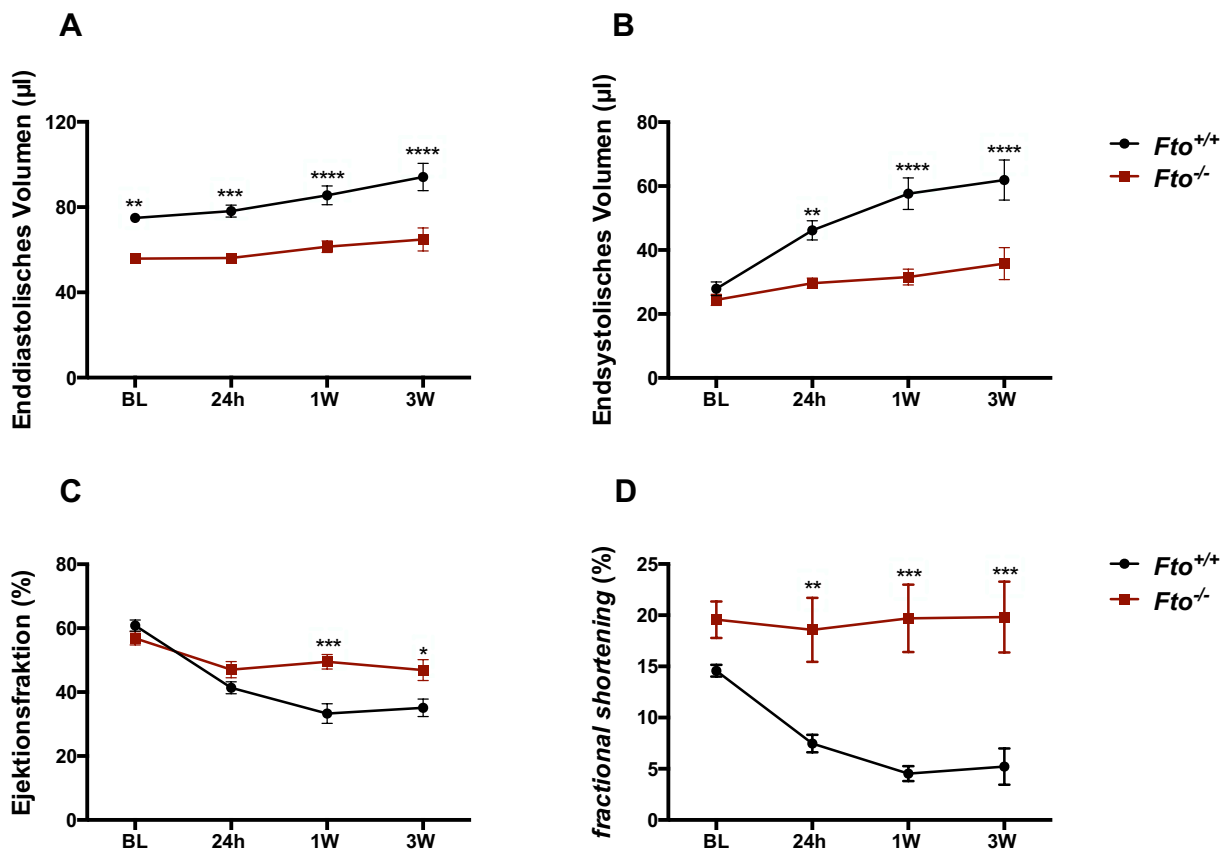 A
Enddiastolisches Volumen (µl)
120
80
40
0
** *** **** ****
BL 24h 1W 3W
B
Endsystolisches Volumen (µl)
80
60
40
20
0
** **** ****
BL 24h 1W 3W
Fto+/+
Fto-/-
C
Ejektionsfraktion (%)
80
60
40
20
0
*** *
BL 24h 1W 3W
D
fractional shortening (%)
25
20
15
10
5
0
** *** ***
BL 24h 1W 3W
Fto+/+
Fto-/-